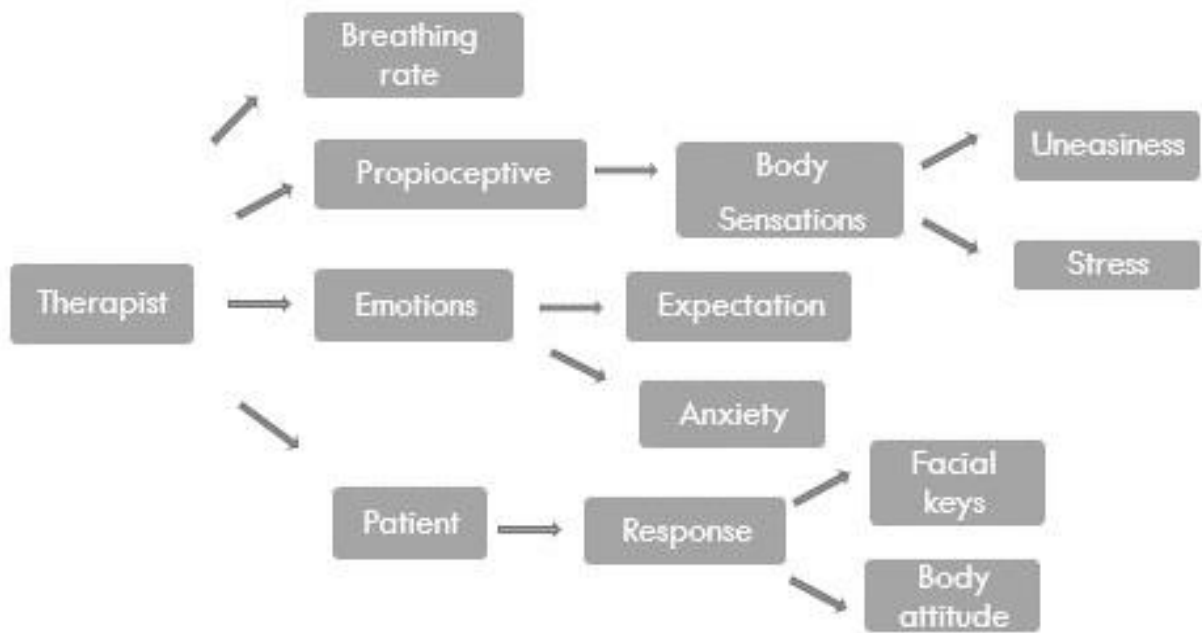 Breathing
rate
Propioceptive
Body
Sensations
Uneasiness
Stress
Therapist
Emotions
Expectation
Anxiety
Patient
Response
Facial
keys
Body
attitude